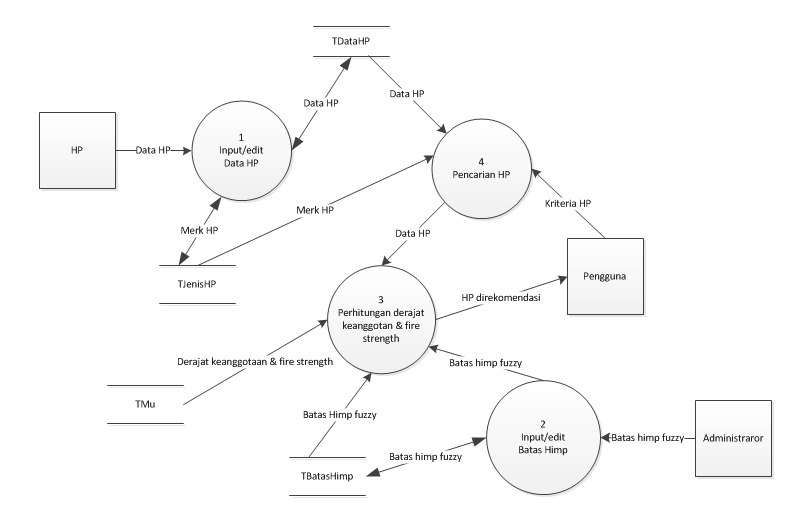 TDataHP
Data HP
Data HP
HP
Data HP
1
Input/edit
Data HP
4
Pencarian HP
Merk HP
Merk HP
Kriteria HP
Data HP
TJenisHP
Pengguna
3
Perhitungan derajat
keanggotan & fire
strength
HP direkomendasi
Derajat keanggotaan & fire strength
Batas himp fuzzy
TMu
Batas Himp fuzzy
2
Input/edit
Batas Himp
Batas himp fuzzy
Administraror
Batas himp fuzzy
TBatasHimp